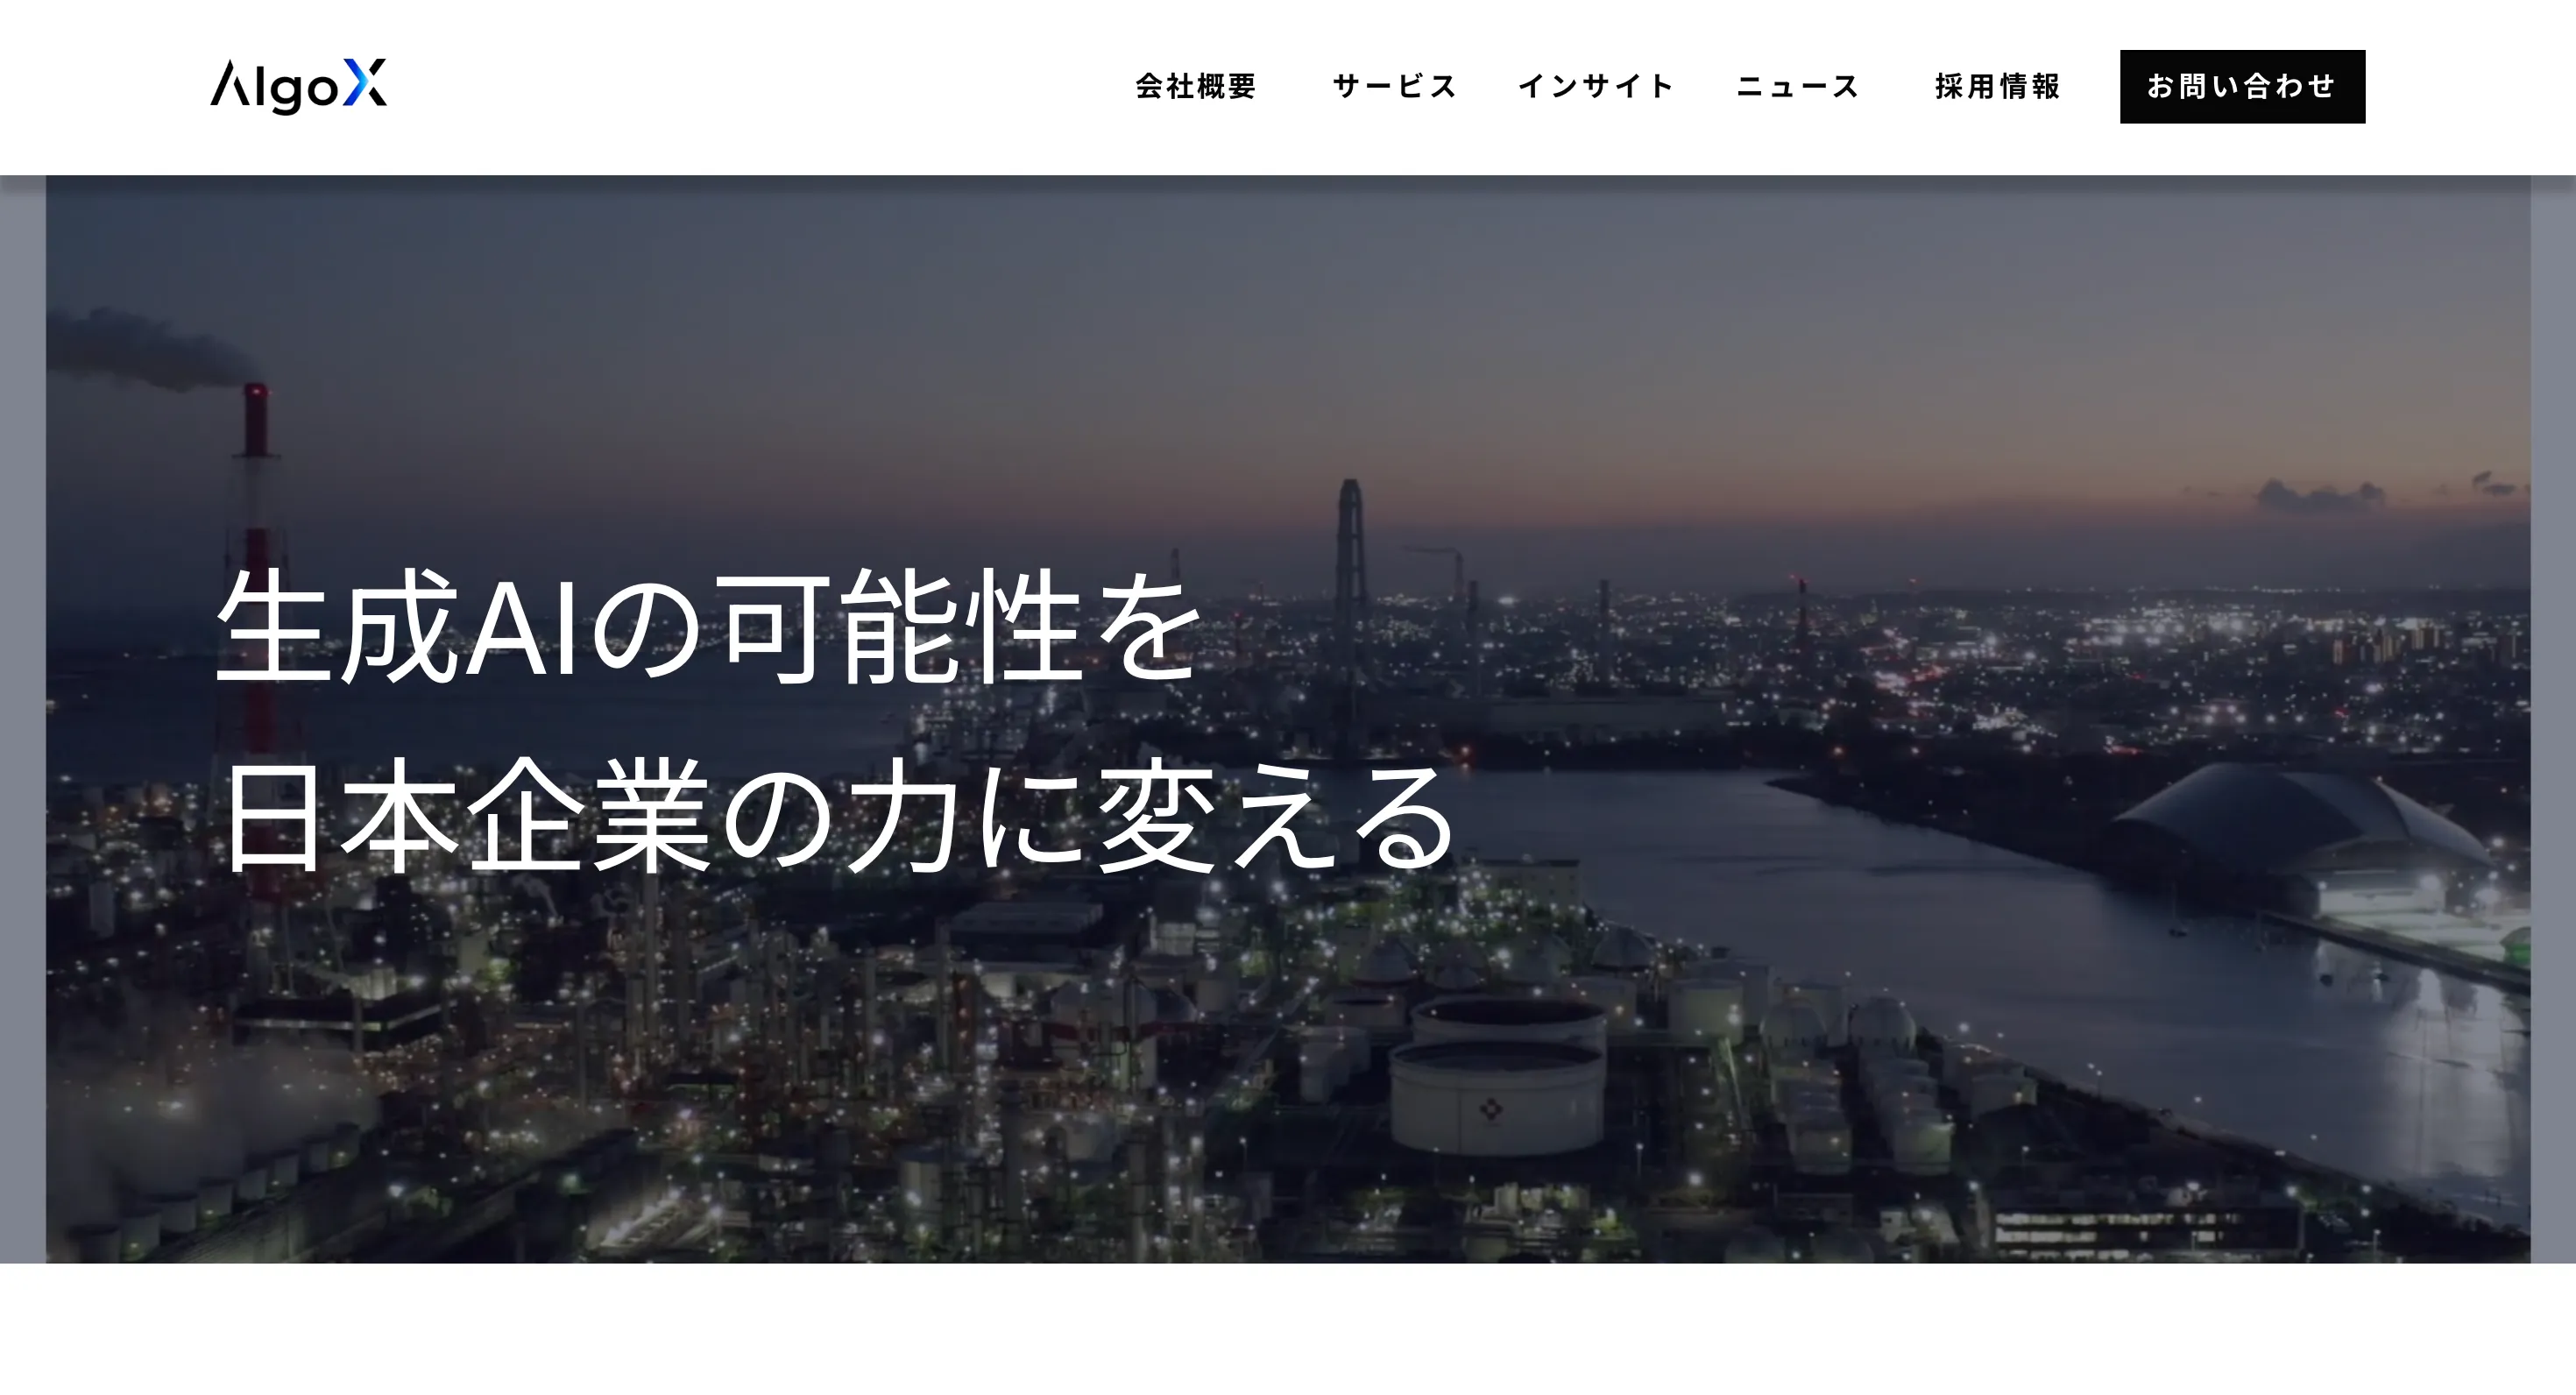 AlgoX
会社概要 サービス インサイト ニュース 採用情報 お問い合わせ
生成AIの可能性を
日本企業の力に変える